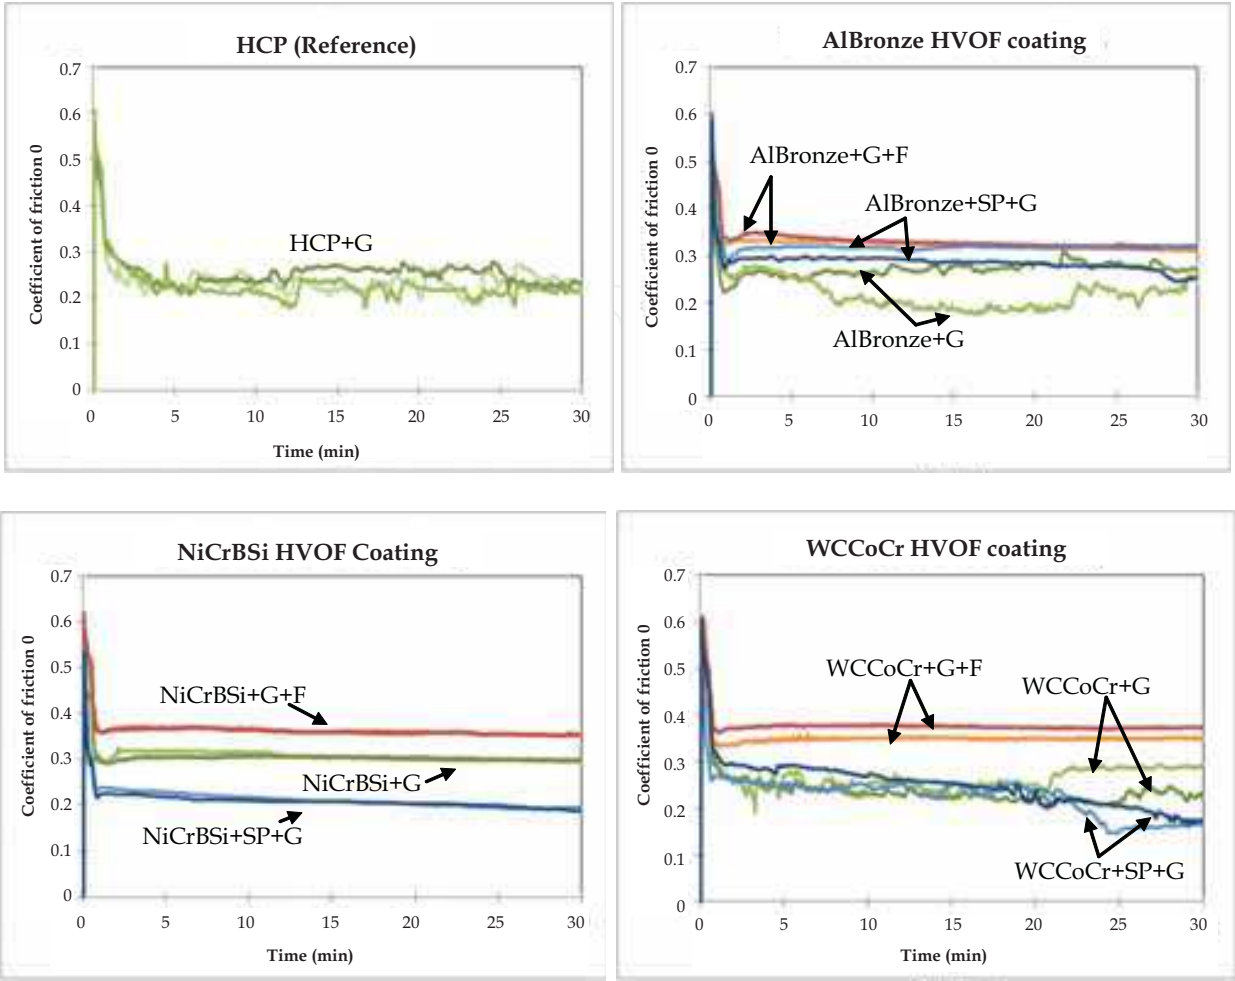 HCP (Reference)
0.7
0.6
0.5
0.4
0.3
0.2
0.1
0
Coefficient of friction 0
HCP+G
0 5 10 15 20 25 30
Time (min)
AlBronze HVOF coating
0.7
0.6
0.5
0.4
0.3
0.2
0.1
0
Coefficient of friction 0
AlBronze+G+F
AlBronze+SP+G
AlBronze+G
0 5 10 15 20 25 30
NiCrBSi HVOF Coating
0.7
0.6
0.5
0.4
0.3
0.2
0.1
0
Coefficient of friction 0
NiCrBSi+G+F
NiCrBSi+G
NiCrBSi+SP+G
0 5 10 15 20 25 30
Time (min)
WCCoCr HVOF coating
0.7
0.6
0.5
0.4
0.3
0.2
0.1
0
Coefficient of friction 0
WCCoCr+G+F
WCCoCr+G
WCCoCr+SP+G
0 5 10 15 20 25 30
Time (min)